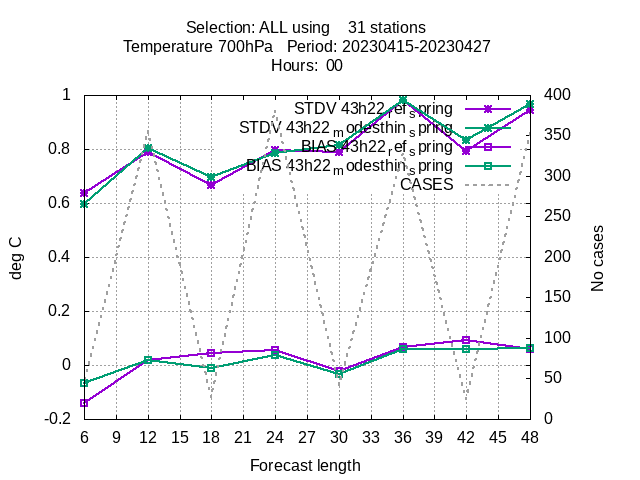 Selection: ALL using    31 stations
Temperature 700hPa   Period: 20230415-20230427
Hours:  00
STDV 43h22_ref_spring
STDV 43h22_modesthin_spring
BIAS 43h22_ref_spring
BIAS 43h22_modesthin_spring
CASES
deg C
1
0.8
0.6
0.4
0.2
0
-0.2
No cases
400
350
300
250
200
150
100
50
0
6 9 12 15 18 21 24 27 30 33 36 39 42 45 48
Forecast length